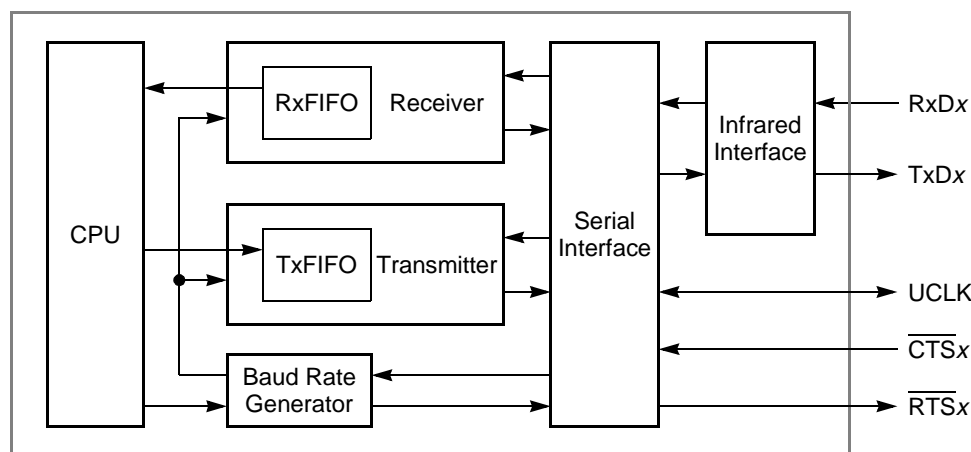 CPU
RxFIFO
Receiver
TxFIFO
Transmitter
Baud Rate
Generator
Serial
Interface
Infrared
Interface
RxDx
TxDx
UCLK
CTSx
RTSx